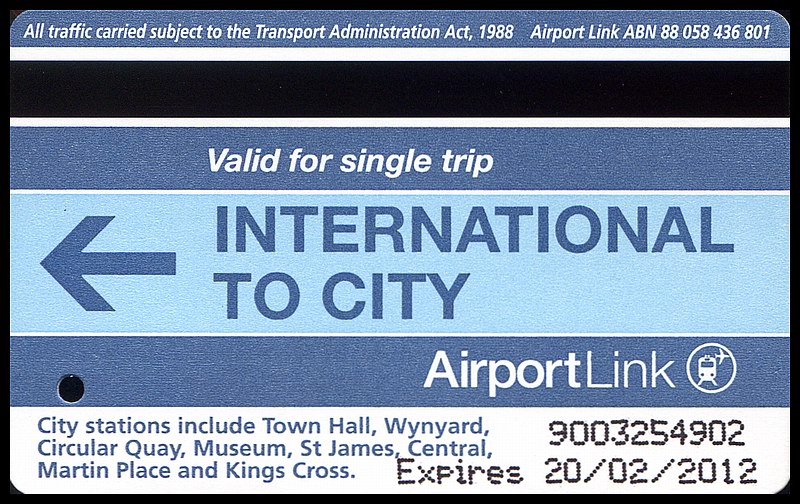 All traffic carried subject to the Transport Administration Act, 1988 Airport Link ABN 88 058 436 801
Valid for single trip
INTERNATIONAL
TO CITY
AirportLink
City stations include Town Hall, Wynyard,
Circular Quay, Museum, St James, Central,
Martin Place and Kings Cross.
9003254902
Expires 20/02/2012